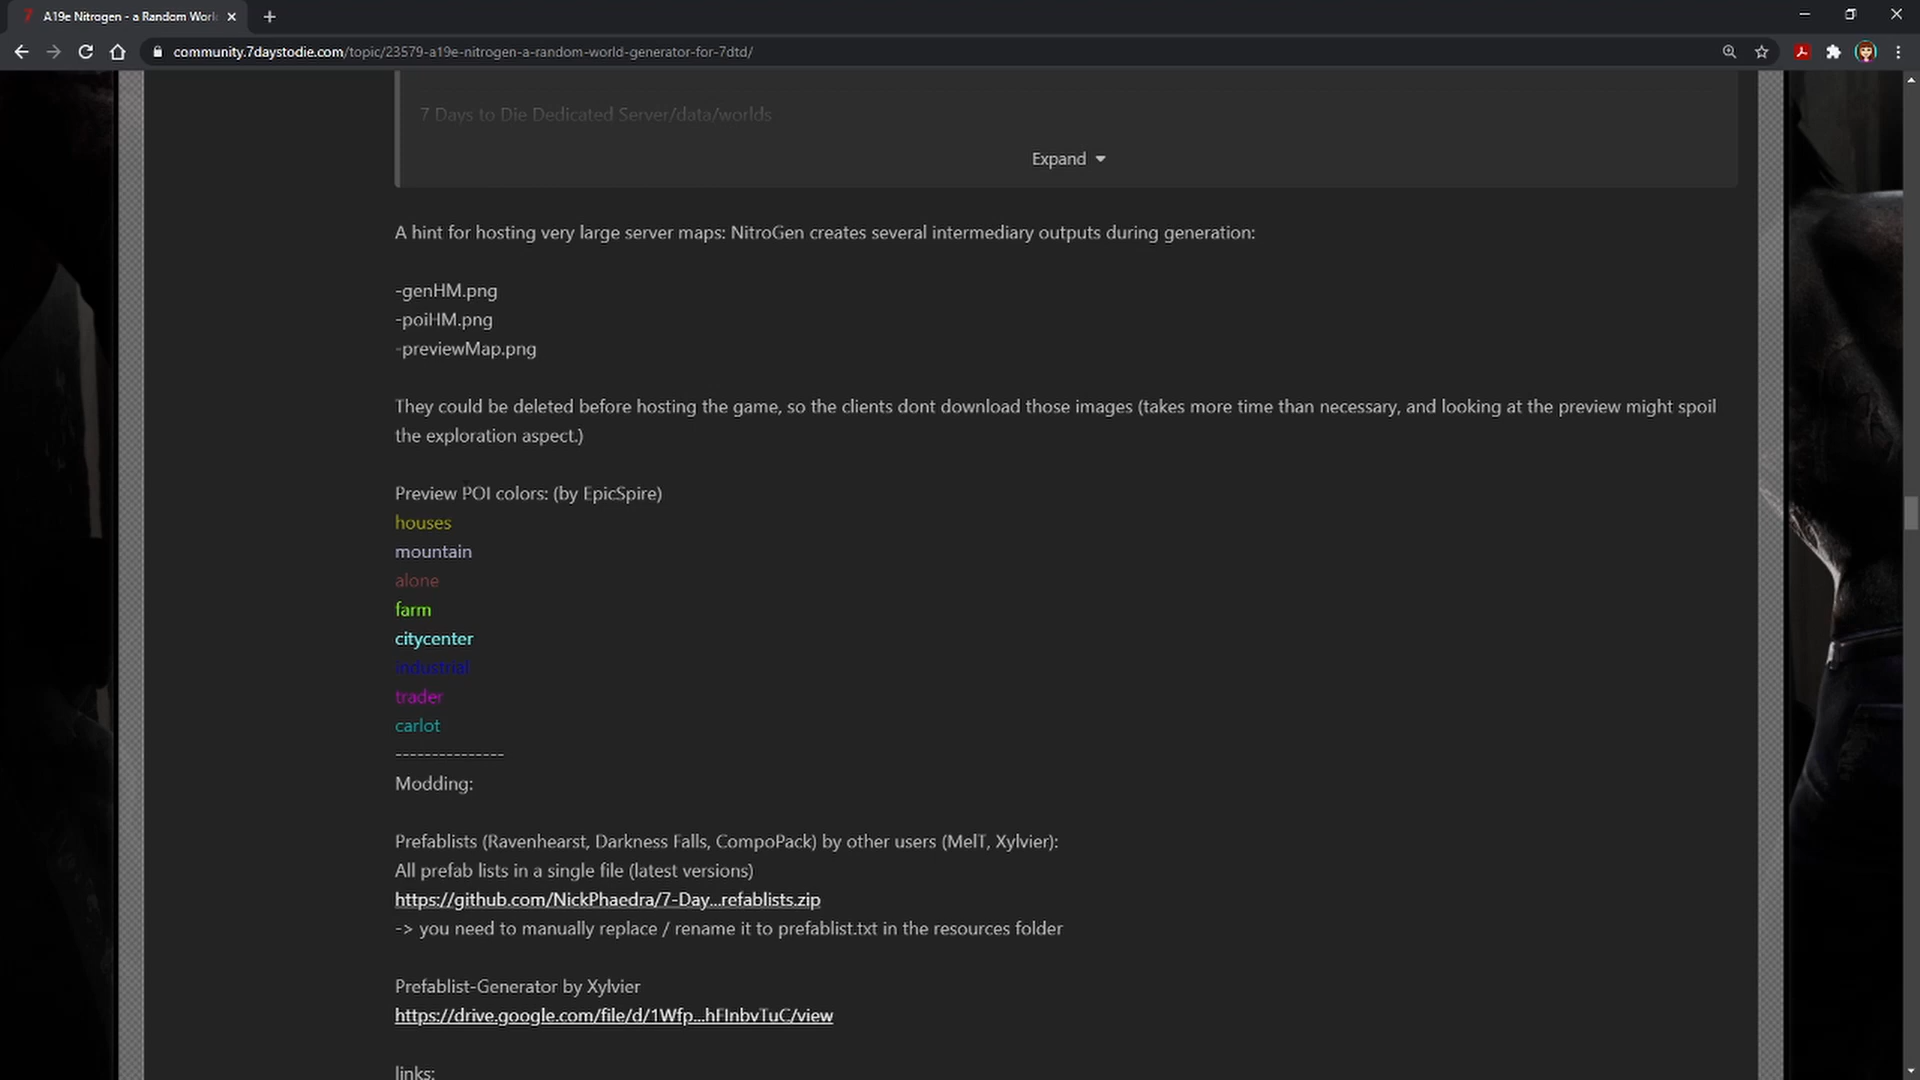 A19e Nitrogen - a Random Worl
community.7daystodie.com/topic/23579-a19e-nitrogen-a-random-world-generator-for-7dtd/
7 Days to Die Dedicated Server/data/worlds
Expand
A hint for hosting very large server maps: NitroGen creates several intermediary outputs during generation:
-genHM.png
-poiHM.png
-previewMap.png
They could be deleted before hosting the game, so the clients dont download those images (takes more time than necessary, and looking at the preview might spoil
the exploration aspect.)
Preview POI colors: (by EpicSpire)
houses
mountain
alone
farm
citycenter
industrial
trader
carlot
---------------
Modding:
Prefablists (Ravenhearst, Darkness Falls, CompoPack) by other users (MelT, Xylvier):
All prefab lists in a single file (latest versions)
https://github.com/NickPhaedra/7-Day...refablists.zip
-> you need to manually replace / rename it to prefablist.txt in the resources folder
Prefablist-Generator by Xylvier
https://drive.google.com/file/d/1Wfp...hFInbvTuC/view
links: